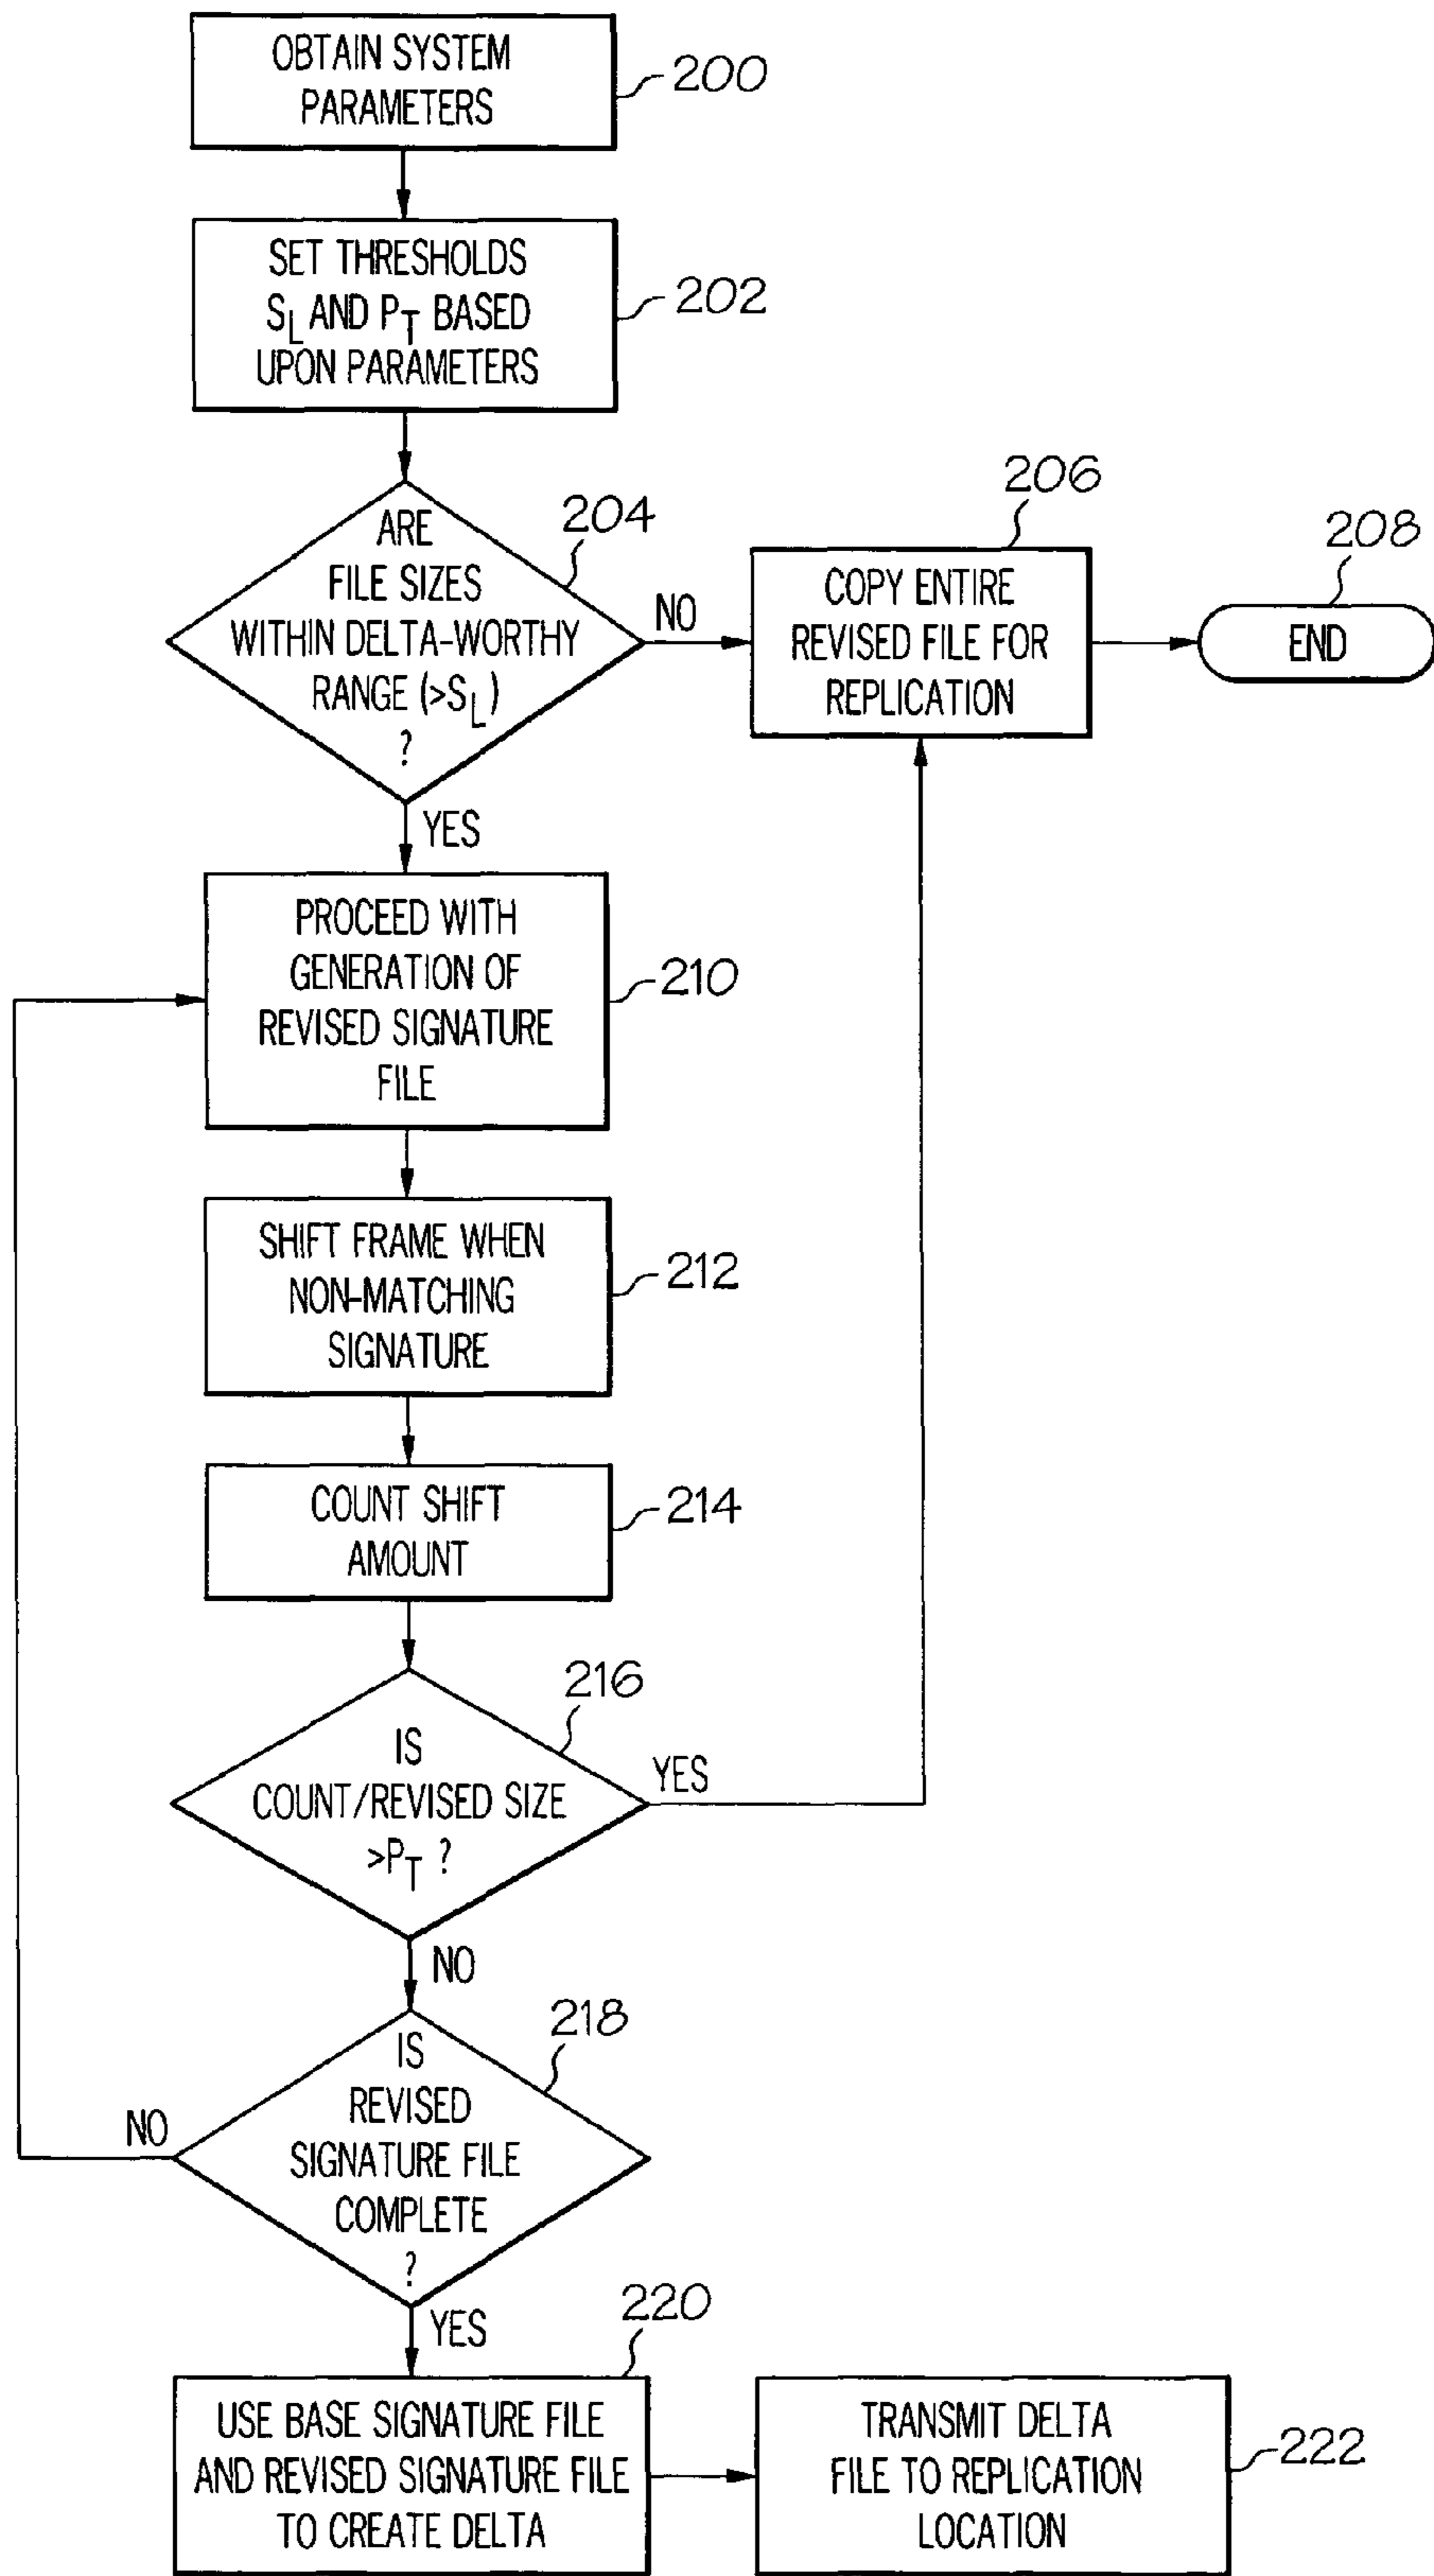 OBTAIN SYSTEM
PARAMETERS
200
SET THRESHOLDS
SL AND PT BASED
UPON PARAMETERS
202
ARE
FILE SIZES
WITHIN DELTA-WORTHY
RANGE (>SL)
?
204
NO
YES
COPY ENTIRE
REVISED FILE FOR
REPLICATION
206
END
208
PROCEED WITH
GENERATION OF
REVISED SIGNATURE
FILE
210
SHIFT FRAME WHEN
NON-MATCHING
SIGNATURE
212
COUNT SHIFT
AMOUNT
214
IS
COUNT/REVISED SIZE
>PT ?
216
YES
NO
IS
REVISED
SIGNATURE FILE
COMPLETE
?
218
NO
YES
USE BASE SIGNATURE FILE
AND REVISED SIGNATURE FILE
TO CREATE DELTA
220
TRANSMIT DELTA
FILE TO REPLICATION
LOCATION
222